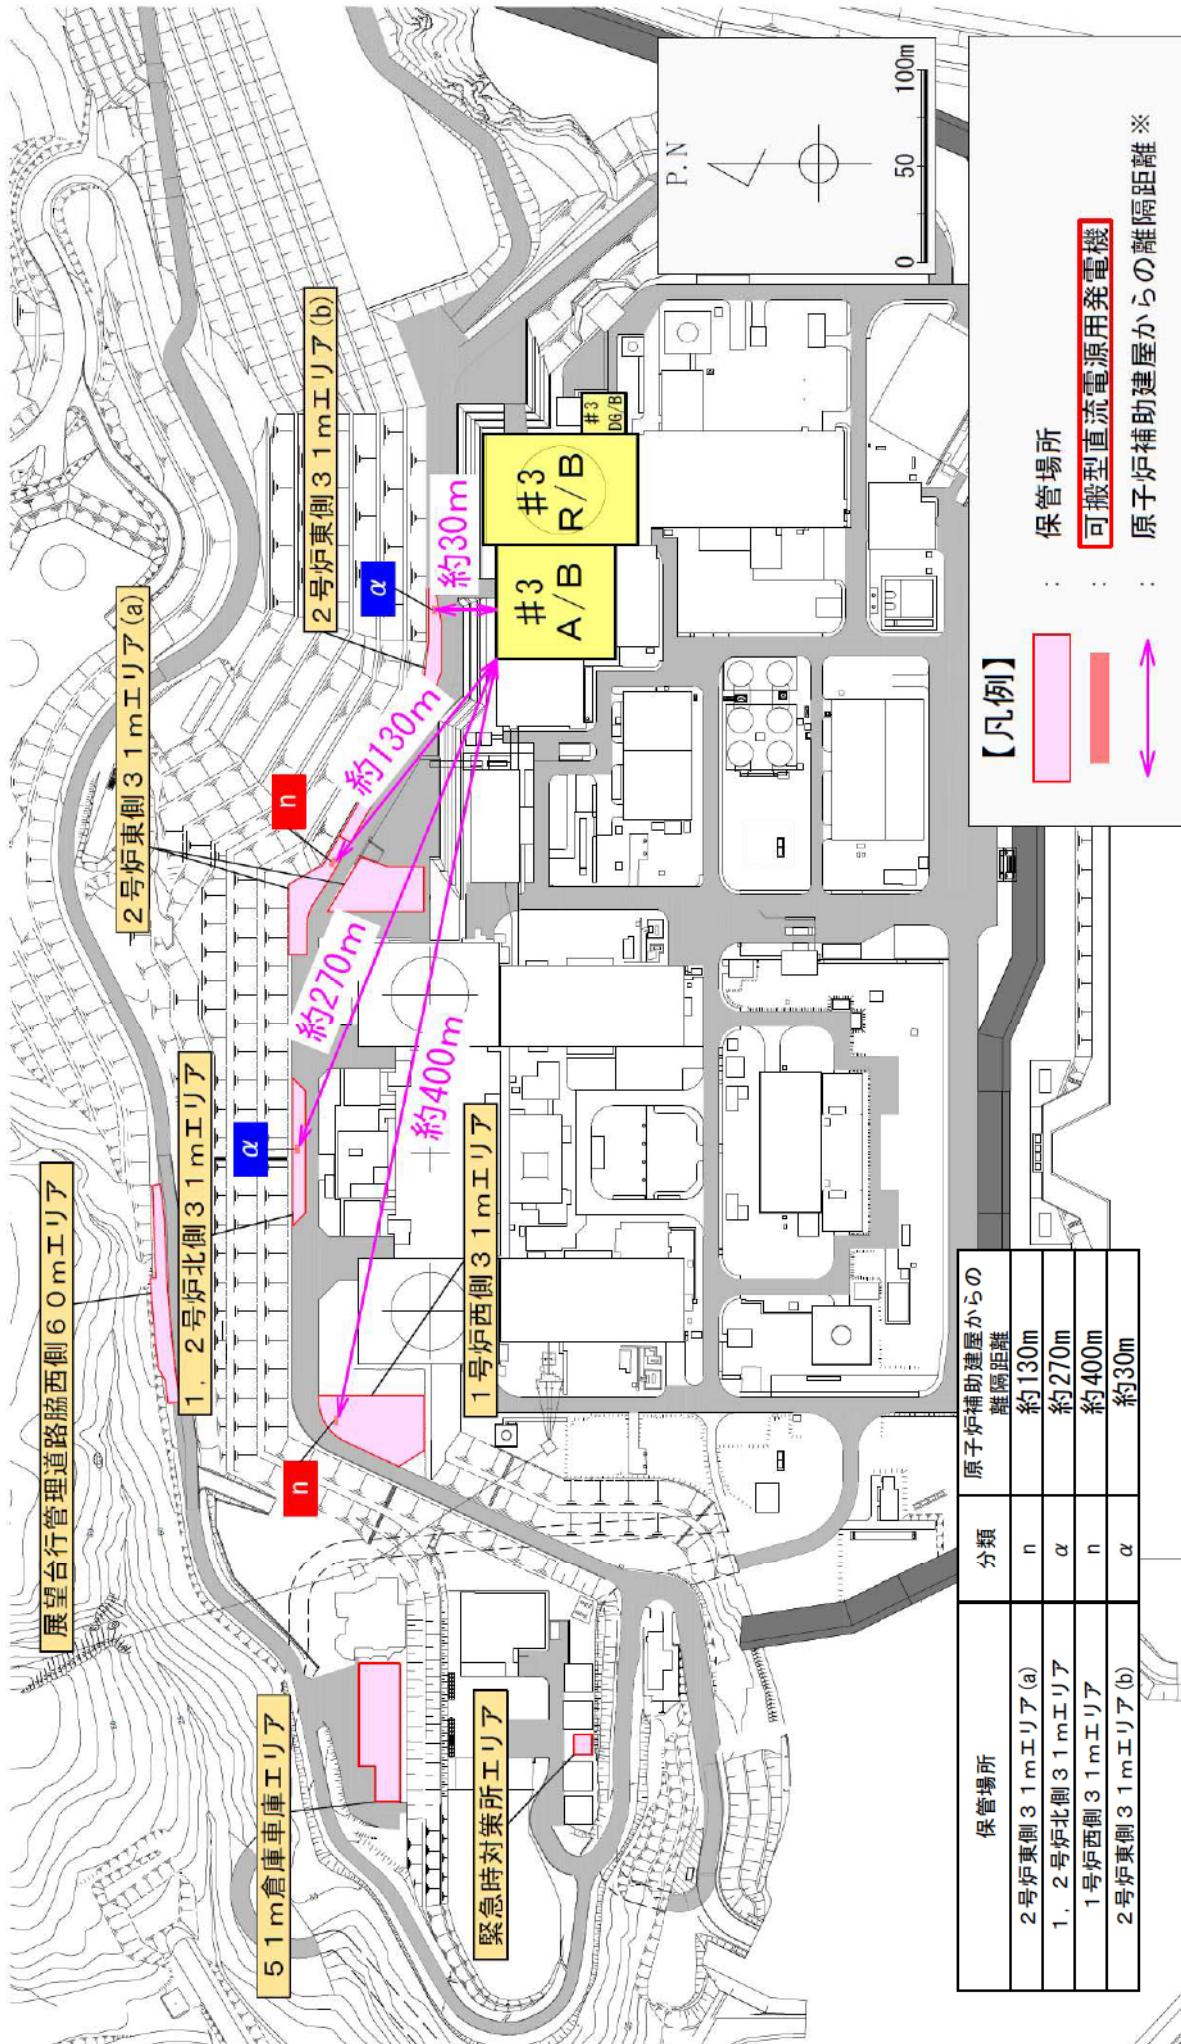 展望台行管理道路脇西側６０ｍエリア
２号炉東側３１ｍエリア(a)
２号炉東側３１ｍエリア(b)
１，２号炉北側３１ｍエリア
５１ｍ倉庫車庫エリア
１号炉西側３１ｍエリア
緊急時対策所エリア
n
α
n
α
約400m
約270m
約130m
約30m
#3
A/B
#3
R/B
#3
DG/B
P.N
0 50 100m
【凡例】
： 保管場所
： 可搬型直流電源用発電機
： 原子炉補助建屋からの離隔距離※
保管場所 分類 原子炉補助建屋からの
離隔距離
２号炉東側３１ｍエリア(a) n 約130m
１，２号炉北側３１ｍエリア α 約270m
１号炉西側３１ｍエリア n 約400m
２号炉東側３１ｍエリア(b) α 約30m